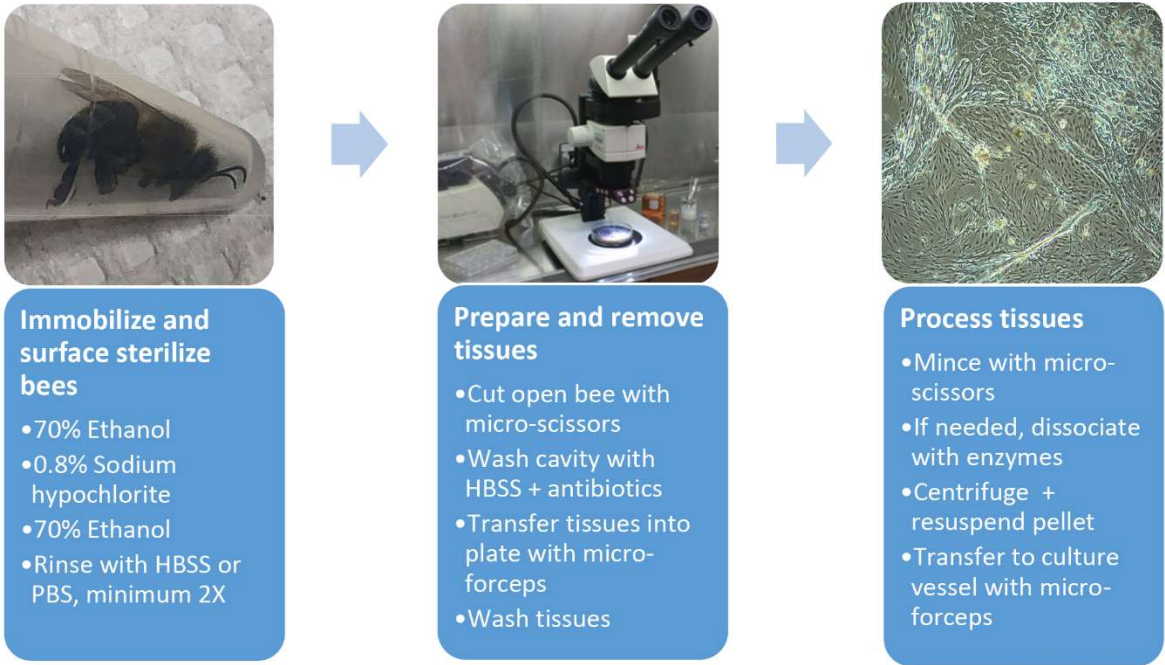 Immobilize and
surface sterilize
bees
•70% Ethanol
•0.8% Sodium
hypochlorite
•70% Ethanol
•Rinse with HBSS or
PBS, minimum 2X
Prepare and remove
tissues
•Cut open bee with
micro-scissors
•Wash cavity with
HBSS + antibiotics
•Transfer tissues into
plate with micro-
forceps
•Wash tissues
Process tissues
•Mince with micro-
scissors
•If needed, dissociate
with enzymes
•Centrifuge +
resuspend pellet
•Transfer to culture
vessel with micro-
forceps